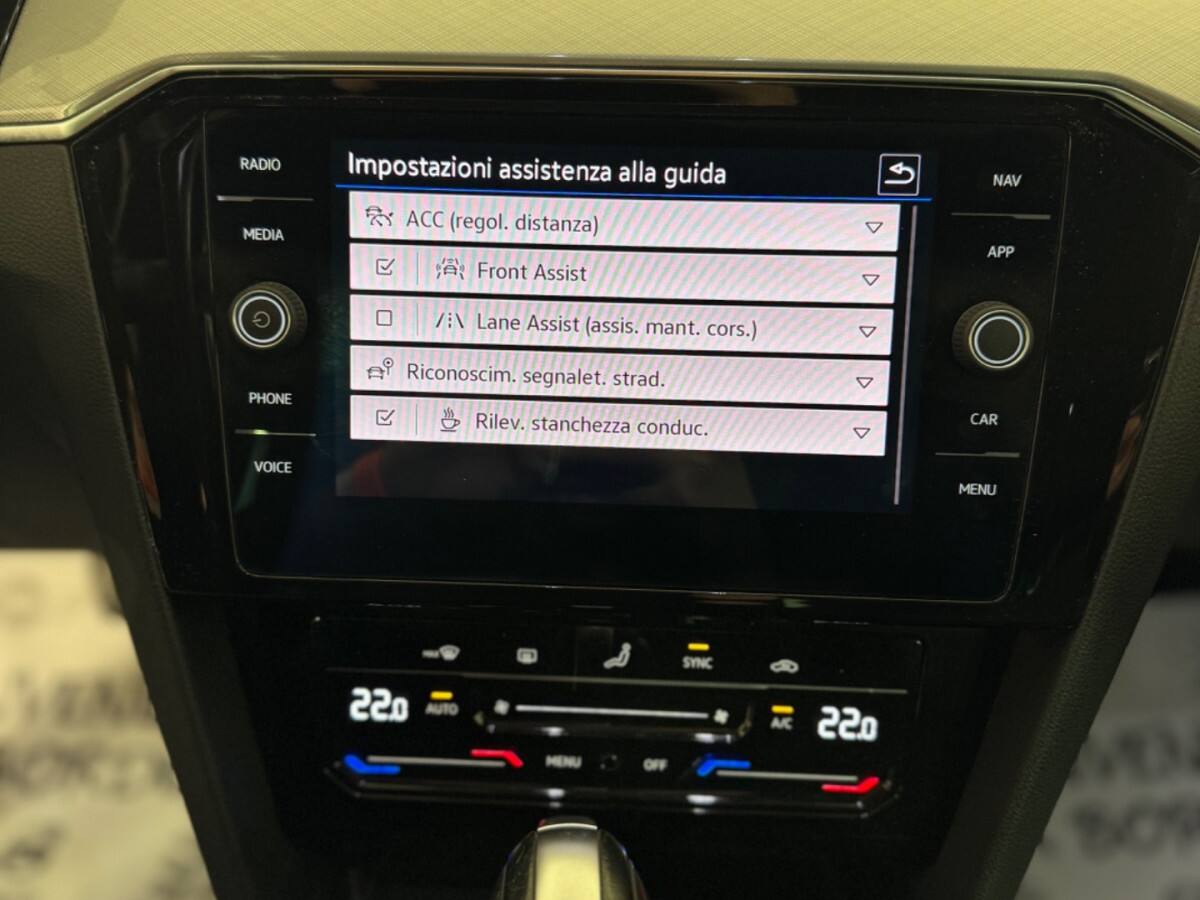 Impostazioni assistenza alla guida
ACC (regol. distanza)
Front Assist
Lane Assist (assis. mant. cors.)
Riconoscim. segnalet. strad.
Rilev. stanchezza conduc.
RADIO
MEDIA
PHONE
VOICE
NAV
APP
CAR
MENU
SYNC
22.0
AUTO
A/C
22.0
MENU
OFF